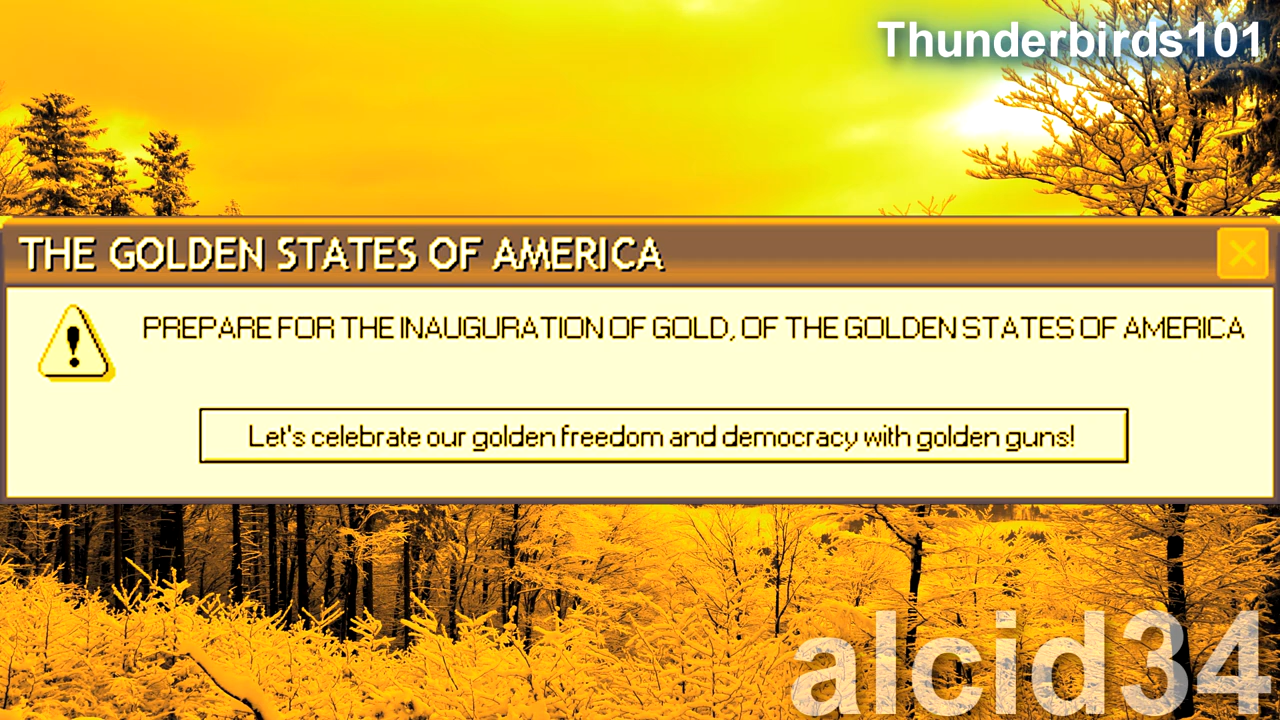 Thunderbirds101
THE GOLDEN STATES OF AMERICA
PREPARE FOR THE INAUGURATION OF GOLD, OF THE GOLDEN STATES OF AMERICA
Let's celebrate our golden freedom and democracy with golden guns!
alcid34